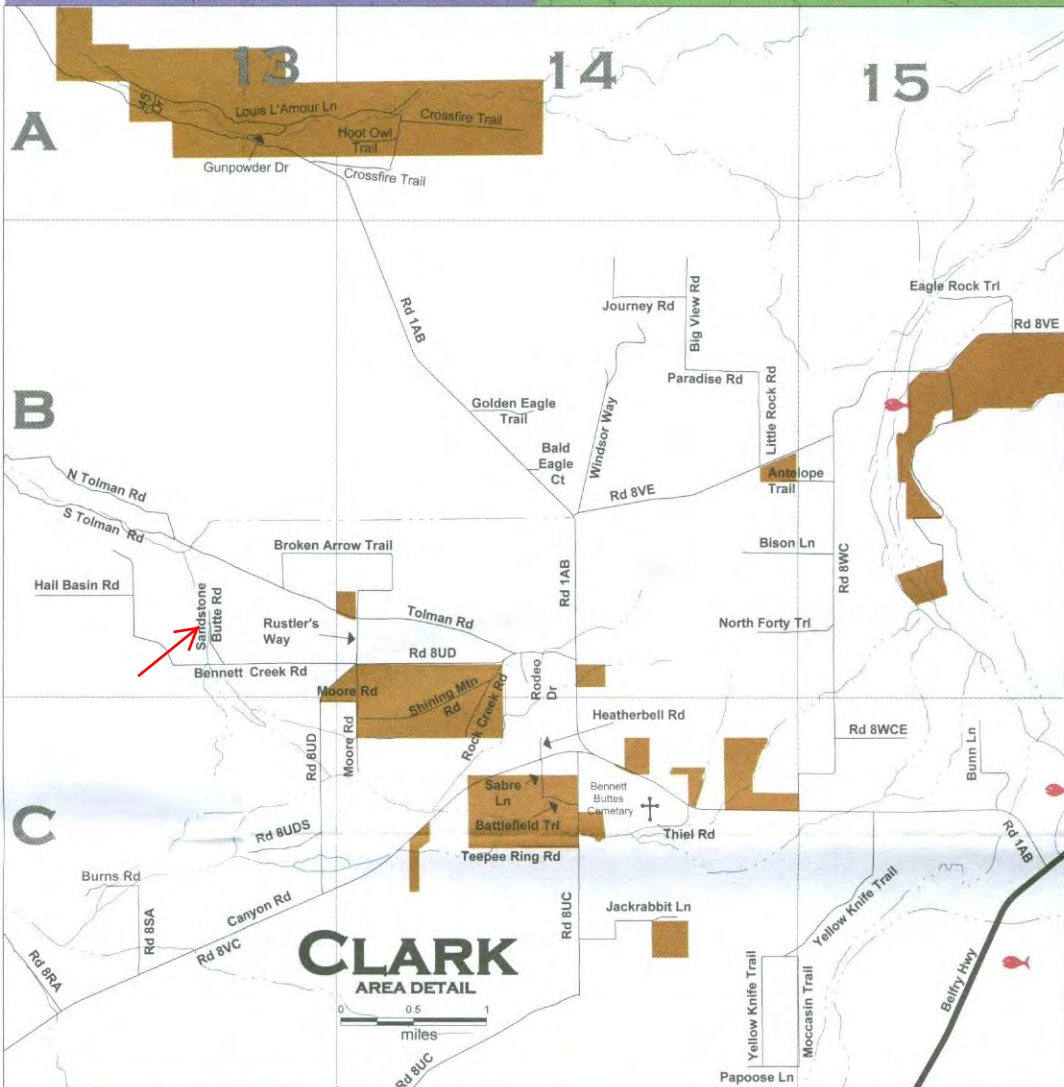 13
14
15
A
.45
Dr
Louis L'Amour Ln
Crossfire Trail
Hoot Owl
Trail
Gunpowder Dr
Crossfire Trail
Eagle Rock Trl
Rd 8VE
Journey Rd
Big View Rd
Rd 1AB
Paradise Rd
Little Rock Rd
B
Golden Eagle
Trail
Windsor Way
Bald
Eagle
Ct
N Tolman Rd
Rd 8VE
Antelope
Trail
S Tolman Rd
Broken Arrow Trail
Bison Ln
Rd 8WC
Rd 1AB
Hail Basin Rd
Sandstone
Butte Rd
Rustler's
Way
Tolman Rd
North Forty Trl
Rd 8UD
Bennett Creek Rd
Rodeo
Dr
Moore Rd
Shining Mtn
Rd
Rock Creek Rd
Heatherbell Rd
Rd 8WCE
Rd 8UD
Moore Rd
Bunn Ln
Sabre
Ln
Bennett
Buttes
Cemetary
C
Battlefield Trl
Thiel Rd
Rd 8UDS
Teepee Ring Rd
Rd 1AB
Burns Rd
Canyon Rd
Rd 8SA
Rd 8VC
Rd 8UC
Jackrabbit Ln
Yellow Knife Trail
Rd 8RA
CLARK
AREA DETAIL
0 0.5 1
miles
Yellow Knife Trail
Moccasin Trail
Belfry Hwy
Rd 8UC
Papoose Ln